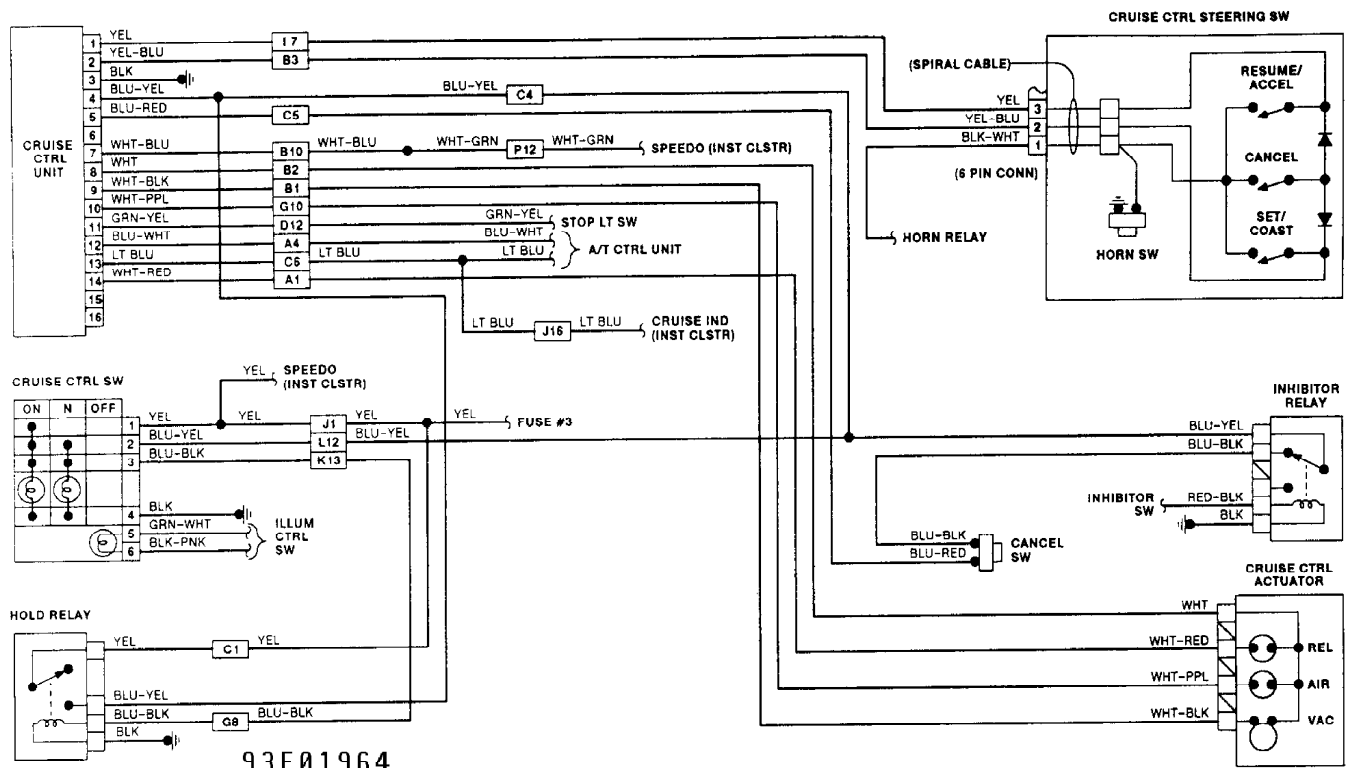 CRUISE CTRL STEERING SW
CRUISE
CTRL
UNIT
1 YEL I 7
2 YEL-BLU B3
3 BLK
4 BLU-YEL BLU-YEL C4
5 BLU-RED C5
6
7 WHT-BLU B10 WHT-BLU WHT-GRN P12 WHT-GRN SPEEDO (INST CLSTR)
8 WHT B2
9 WHT-BLK B1
10 WHT-PPL G10
11 GRN-YEL D12 GRN-YEL STOP LT SW
12 BLU-WHT A4 BLU-WHT
13 LT BLU C6 LT BLU LT BLU
A/T CTRL UNIT
14 WHT-RED A1
15
16
LT BLU J16 LT BLU CRUISE IND
(INST CLSTR)
(SPIRAL CABLE)
YEL 3
YEL-BLU 2
BLK-WHT 1
(6 PIN CONN)
HORN RELAY
HORN SW
RESUME/
ACCEL
CANCEL
SET/
COAST
CRUISE CTRL SW
ON N OFF
YEL SPEEDO
(INST CLSTR)
1 YEL YEL J1 YEL YEL FUSE #3
2 BLU-YEL L12 BLU-YEL
3 BLU-BLK K13
4 BLK
5 GRN-WHT
6 BLK-PNK
ILLUM
CTRL
SW
INHIBITOR
RELAY
BLU-YEL
BLU-BLK
INHIBITOR
SW
RED-BLK
BLK
BLU-BLK
BLU-RED
CANCEL
SW
HOLD RELAY
YEL C1 YEL
BLU-YEL
BLU-BLK G8 BLU-BLK
BLK
CRUISE CTRL
ACTUATOR
WHT
WHT-RED REL
WHT-PPL AIR
WHT-BLK VAC
93E01964